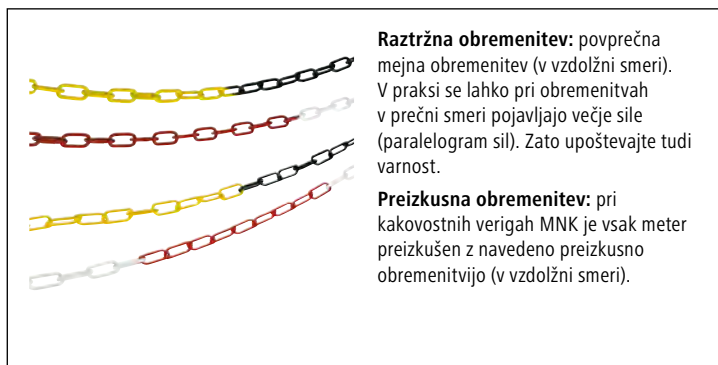 Raztržna obremenitev: povprečna
mejna obremenitev (v vzdolžni smeri).
V praksi se lahko pri obremenitvah
v prečni smeri pojavljajo večje sile
(paralelogram sil). Zato upoštevajte tudi
varnost.
Preizkusna obremenitev: pri
kakovostnih verigah MNK je vsak meter
preizkušen z navedeno preizkusno
obremenitvijo (v vzdolžni smeri).